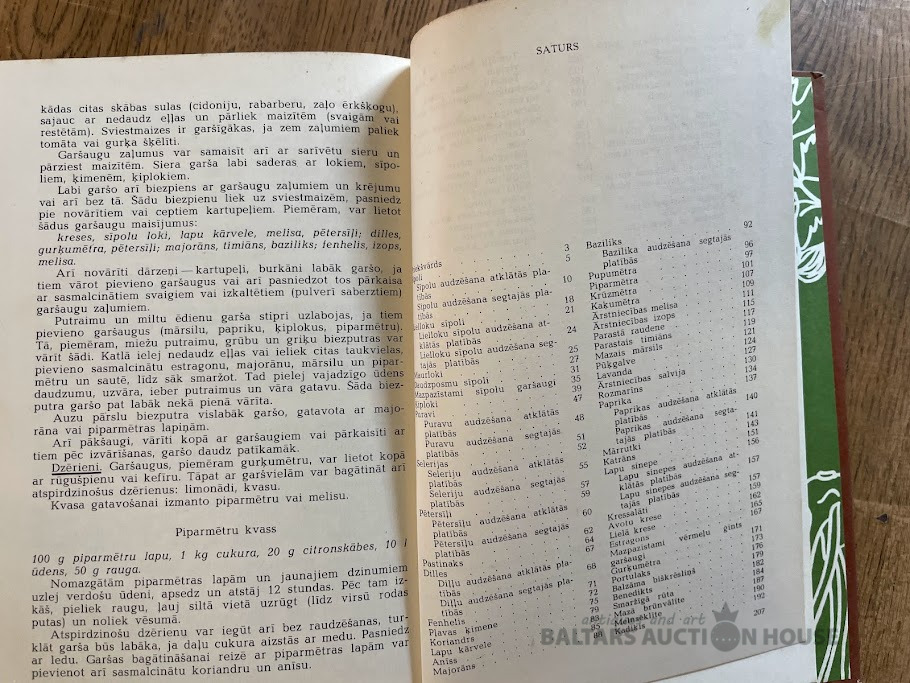 kādas citas skābas sulas (cidoniju, rabarberu, zaļo ērkšķogu),
sajauc ar nedaudz eļļas un pārliek maizītēm (svaigām vai
restētām). Sviestmaizes ir garšīgākas, ja zem zaļumiem paliek
tomāta vai gurķa šķēlīti.
Garšaugu zaļumus var samaisīt arī ar sarīvētu sieru un
pārziest maizītēm. Siera garša labi saderas ar lokiem, sīpo-
liem, ķimenēm, ķiplokiem.
Labi garšo arī biezpiens ar garšaugu zaļumiem un krējumu
vai arī bez tā. Šādu biezpienu liek uz sviestmaizēm, pasniedz
pie novārītiem vai ceptiem kartupeļiem. Piemēram, var lietot
šādus garšaugu maisījumus:
kreses, sīpolu loki, lapu kārvele, melisa, pētersīļi; dilles,
gurķumētra, pētersīļi; majorāns, timiāns, baziliks; fenhelis, izops,
melisa.
Arī novārīti dārzeņi — kartupeļi, burkāni labāk garšo, ja
tiem vārot pievieno garšaugus vai arī pasniedzot tos pārkaisa
ar sasmalcinātiem svaigiem vai izkaltētiem (pulverī saberztiem)
garšaugu zaļumiem.
Putraimu un miltu ēdienu garša stipri uzlabojas, ja tiem
pievieno garšaugus (mārsilu, papriku, ķiplokus, piparmētru).
Tā, piemēram, miežu putraimu, grūbu un griķu biezputras var
vārīt šādi. Katlā ielej nedaudz eļļas vai ieliek citas taukvielas,
pieliek sasmalcinātu estragonu, majorānu, mārsilu un pipar-
mētru un sautē, līdz sāk smaržot. Tad pielej vajadzīgo ūdens
daudzumu, uzvāra, ieber putraimus un vāra gatavu. Šāda biez-
putra garšo pat labāk nekā pienā vārīta.
Auzu pārslu biezputra vislabāk garšo, gatavota ar majo-
rāna vai piparmētras lapiņām.
Arī pākšaugi, vārīti kopā ar garšaugiem vai pārkaisīti ar
tiem pēc izvārīšanas, garšo daudz patīkamāk.
Dzērieni. Garšaugus, piemēram gurķumētru, var lietot kopā
ar rūgušpienu vai kefīru. Tāpat ar garšvielām var bagātināt arī
atspirdzinošus dzērienus: limonādi, kvasu.
Kvasa gatavošanai izmanto piparmētru vai melisu.
Piparmētru kvass
100 g piparmētru lapu, 1 kg cukura, 20 g citronskābes, 10 l
ūdens, 50 g rauga.
Nomazgātām piparmētras lapām un jaunajiem dzinumiem
uzlej verdošu ūdeni, apsedz un atstāj 12 stundas. Pēc tam iz-
kāš, pieliek raugu, ļauj siltā vietā uzrūgt (līdz virsū rodas
putas) un noliek vēsumā.
Atspirdzinošu dzērienu var iegūt arī bez raudzēšanas, tur-
klāt garša būs labāka, ja daļu cukura aizstās ar medu. Pasniedz
ar ledu. Garšas bagātināšanai reizē ar piparmētras lapām var
pievienot arī sasmalcinātu koriandru un anīsu.
SATURS
3
5
Sīpolu audzēšana atklātās pla-
tībās 10
Sīpolu audzēšana segtajās pla-
tībās 18
Lielloku sīpoli 21
Lielloku sīpolu audzēšana at-
klātās platībās 24
Lielloku sīpolu audzēšana seg-
tajās platībās 25
27
Daudzposmu sīpoli 31
Mazpazīstami sīpolu garšaugi 35
Ķiploki 39
Puravi 47
Puravu audzēšana atklātās
platībās 48
Puravu audzēšana segtajās
platībās 51
Selerijas 52
Seleriju audzēšana atklātās
platībās 55
Seleriju audzēšana segtajās
platībās 57
Pētersīļi 59
Pētersīļu audzēšana atklātās
platībās 60
Pētersīļu audzēšana segtajās
platībās 62
Pastinaks 64
Dilles 67
Diļļu audzēšana atklātās pla-
tībās 68
Diļļu audzēšana segtajās pla-
tībās 71
Fenhelis 72
Pļavas ķimene 75
Koriandrs 79
Lapu kārvele 83
Anīss 85
Majorāns
Baziliks 92
Bazilika audzēšana segtajās
platībās 96
Pupumētra 97
Piparmētra 101
Krūzmētra 107
Kaķumētra 109
Ārstniecības melisa 111
Ārstniecības izops 115
Parastā raudene 117
Parastais timiāns 119
Mazais mārsils 121
Pūķgalve 124
Lavanda 127
Ārstniecības salvija 130
Rozmarīns 134
Paprika 137
Paprikas audzēšana atklātās
platībās 140
Paprikas audzēšana segta-
jās platībās 141
Mārrutki 143
Katrāns 151
Lapu sinepe 156
Lapu sinepes audzēšana at-
klātās platībās 157
Lapu sinepes audzēšana seg-
tajās platībās 157
Kressalāti 159
Avotu krese 162
Lielā krese 165
Estragons 167
Mazpazīstami vērmeļu ģints
garšaugi 171
Gurķumētra 173
Portulaks 176
Balzāma biškrēsliņš 179
Benedikts 182
Smaržīgā rūta 184
Mazā brūnvālīte 187
Melnsēklīte 190
Kadiķis 192
207
antique and art
BALTARS AUCTION HOUSE